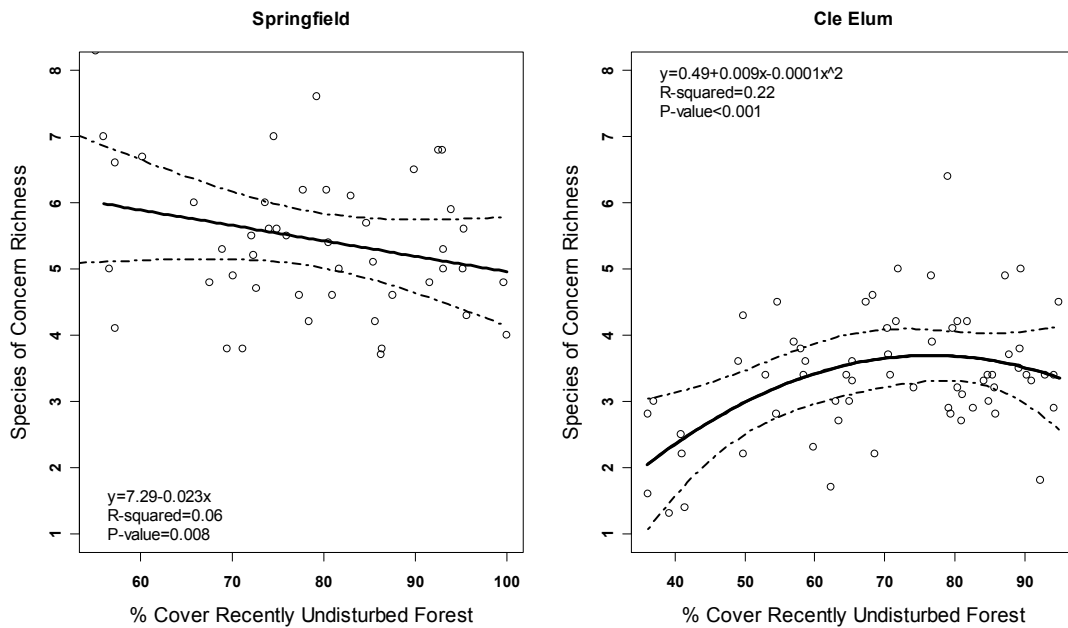 Springfield
Species of Concern Richness
8
7
6
5
4
3
2
1
y=7.29-0.023x
R-squared=0.06
P-value=0.008
60 70 80 90 100
% Cover Recently Undisturbed Forest
Cle Elum
Species of Concern Richness
8
7
6
5
4
3
2
1
y=0.49+0.009x-0.0001x^2
R-squared=0.22
P-value<0.001
40 50 60 70 80 90
% Cover Recently Undisturbed Forest